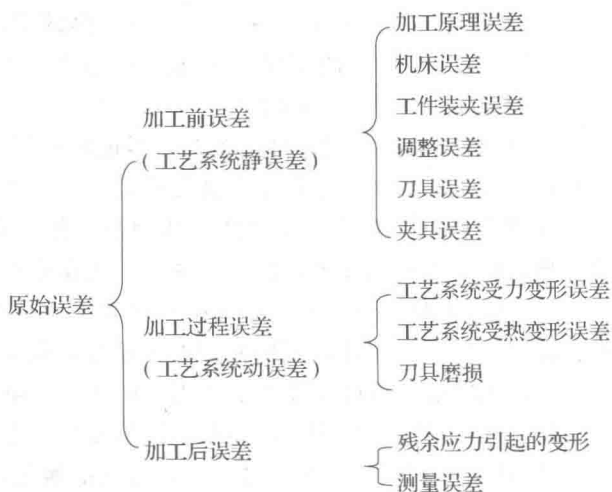 原始误差
加工前误差
(工艺系统静误差)
加工原理误差
机床误差
工件装夹误差
调整误差
刀具误差
夹具误差
加工过程误差
(工艺系统动误差)
工艺系统受力变形误差
工艺系统受热变形误差
刀具磨损
加工后误差
残余应力引起的变形
测量误差